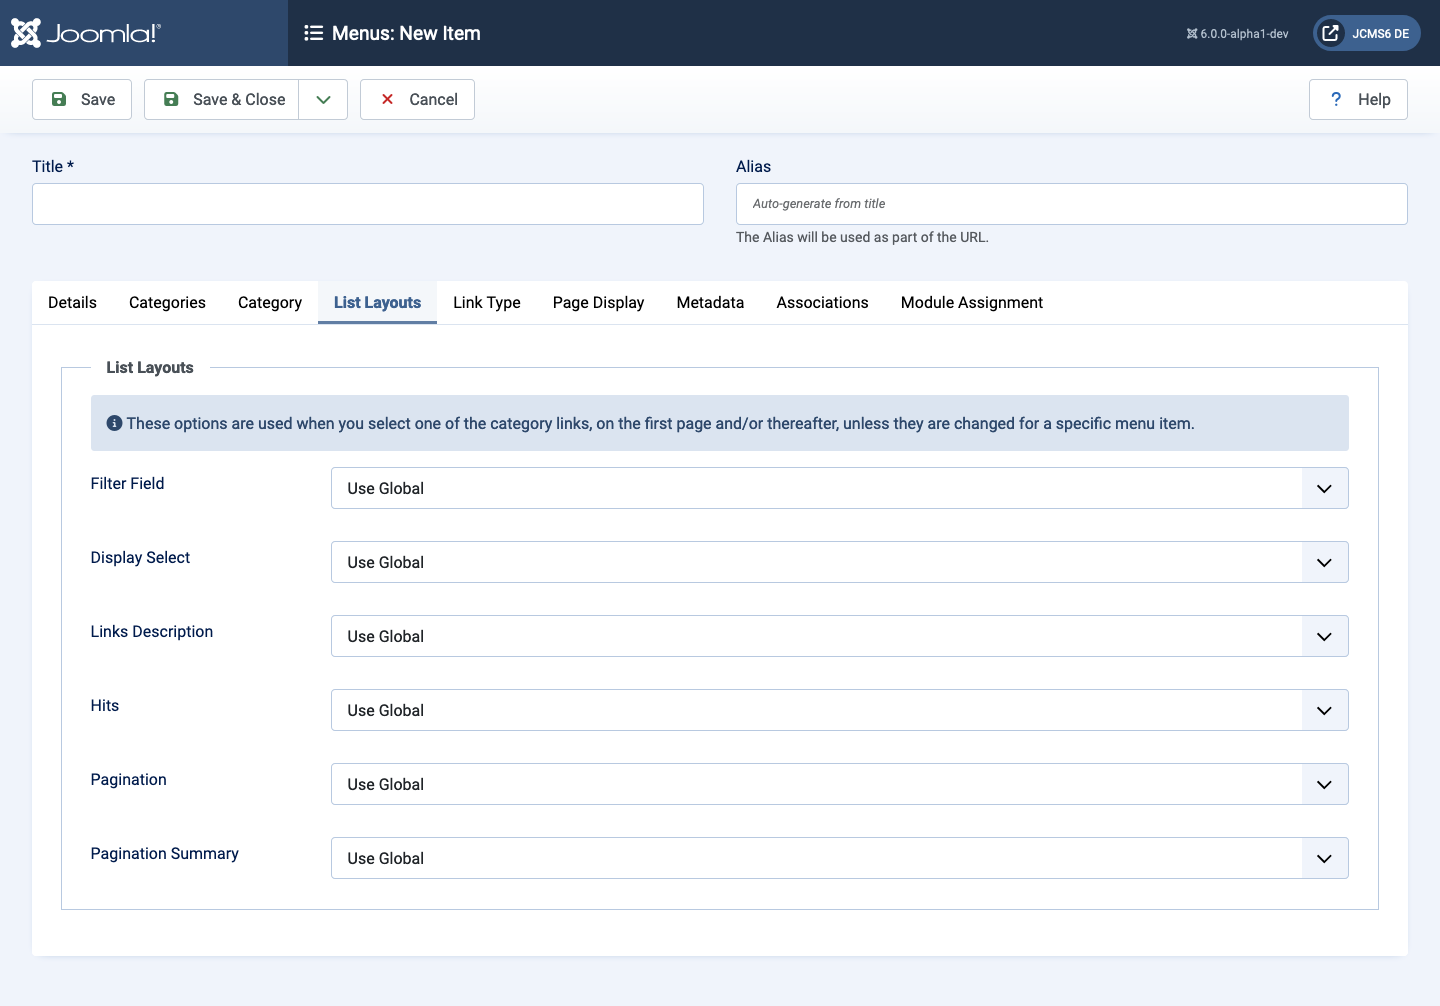 Joomla!®
Menus: New Item
6.0.0-alpha1-dev
JCMS6 DE
Save
Save & Close
Cancel
? Help
Title *
Alias
Auto-generate from title
The Alias will be used as part of the URL.
Details Categories Category List Layouts Link Type Page Display Metadata Associations Module Assignment
List Layouts
These options are used when you select one of the category links, on the first page and/or thereafter, unless they are changed for a specific menu item.
Filter Field
Use Global
Display Select
Use Global
Links Description
Use Global
Hits
Use Global
Pagination
Use Global
Pagination Summary
Use Global